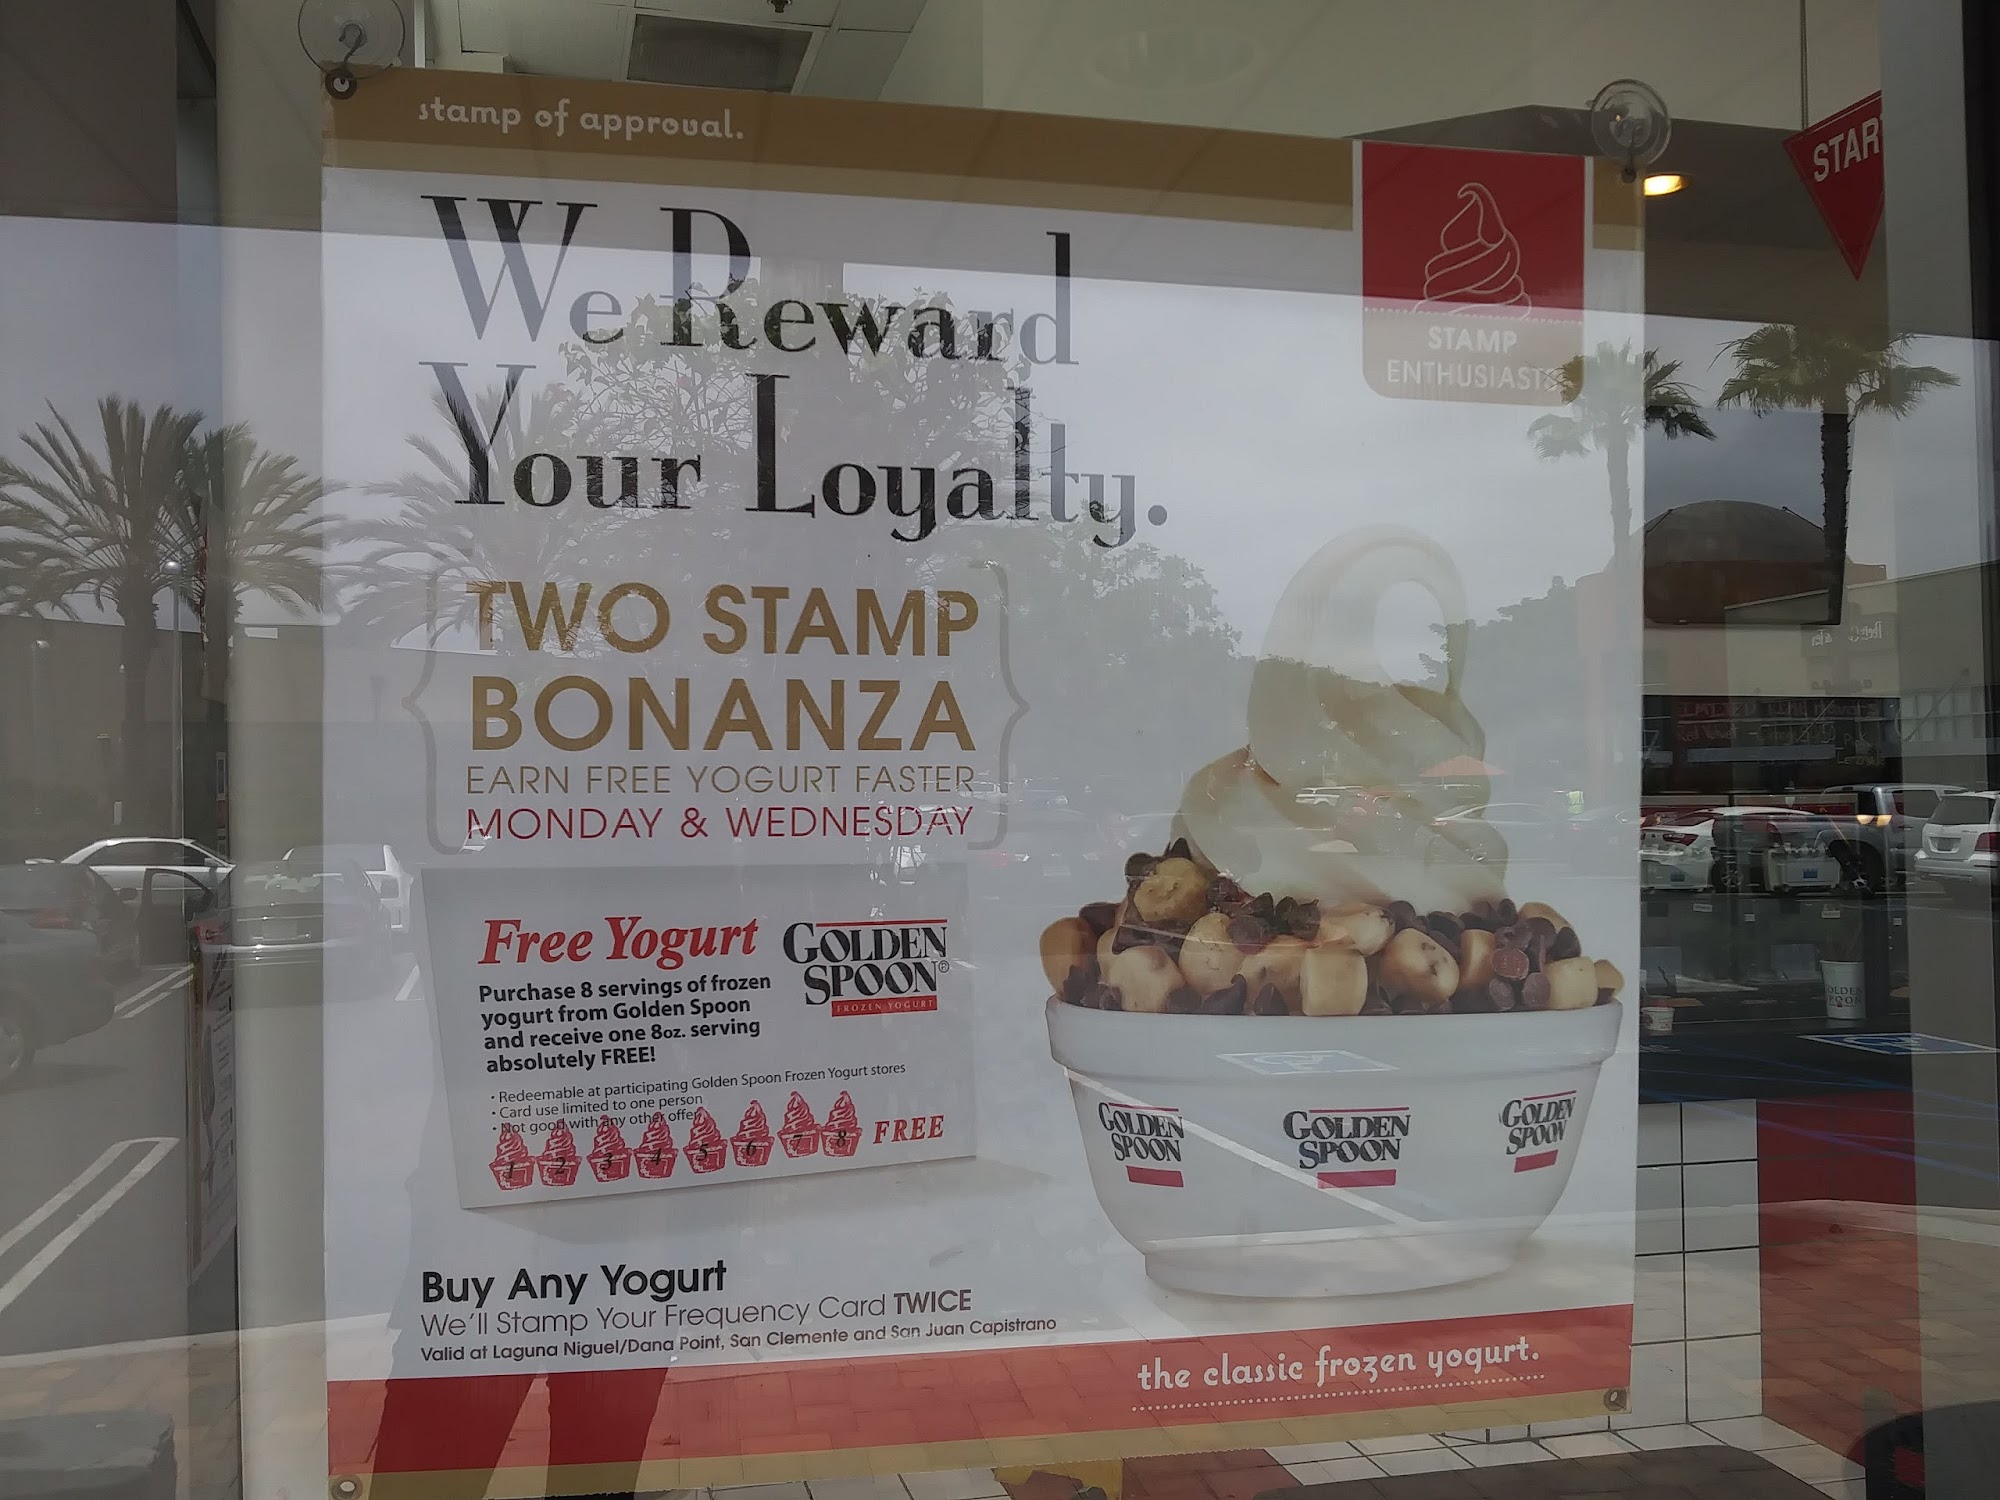 stamp of approval.
We Reward
Your Loyalty.
STAMP
ENTHUSIAST
STAR
TWO STAMP
BONANZA
EARN FREE YOGURT FASTER
MONDAY & WEDNESDAY
Free Yogurt
GOLDEN
SPOON®
FROZEN YOGURT
Purchase 8 servings of frozen
yogurt from Golden Spoon
and receive one 8oz. serving
absolutely FREE!
• Redeemable at participating Golden Spoon Frozen Yogurt stores
• Card use limited to one person
• Not good with any other offer
1 2 3 4 5 6 7 8 FREE
GOLDEN
SPOON
GOLDEN
SPOON
GOLDEN
SPOON
Buy Any Yogurt
We'll Stamp Your Frequency Card TWICE
Valid at Laguna Niguel/Dana Point, San Clemente and San Juan Capistrano
the classic frozen yogurt.